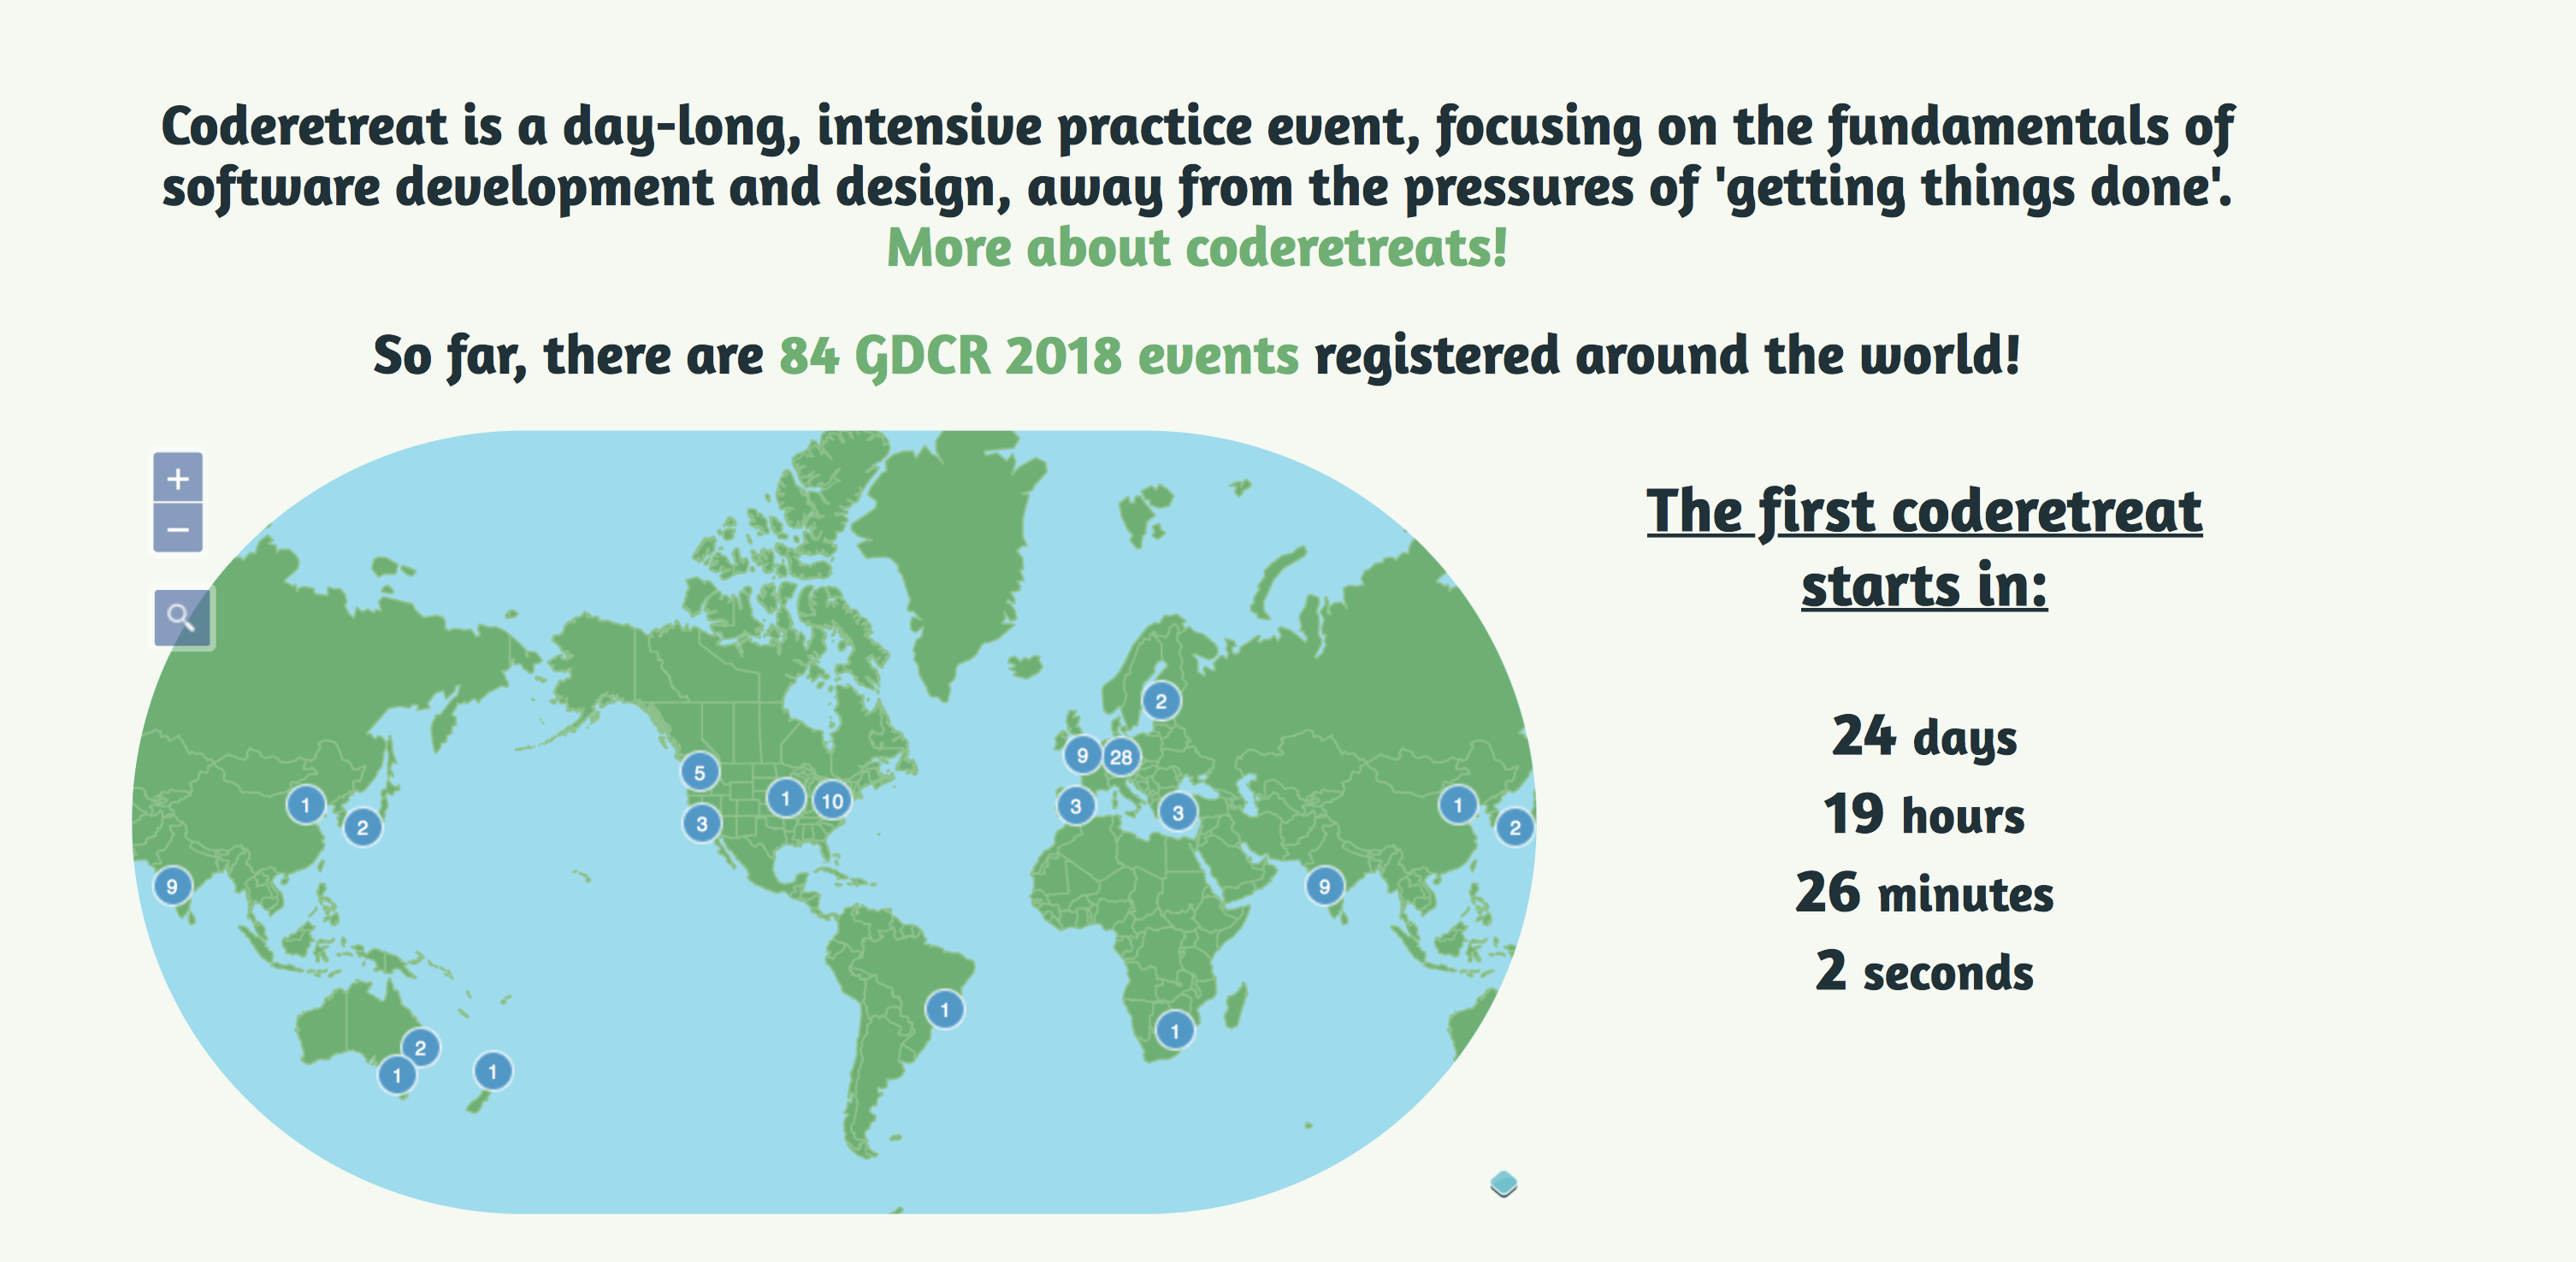 Coderetreat is a day-long, intensive practice event, focusing on the fundamentals of
software development and design, away from the pressures of 'getting things done'.
More about coderetreats!
So far, there are 84 GDCR 2018 events registered around the world!
+
−
The first coderetreat
starts in:
24 days
19 hours
26 minutes
2 seconds
2
9
28
5
1
10
3
3
3
1
2
1
2
9
9
1
1
2
1
1